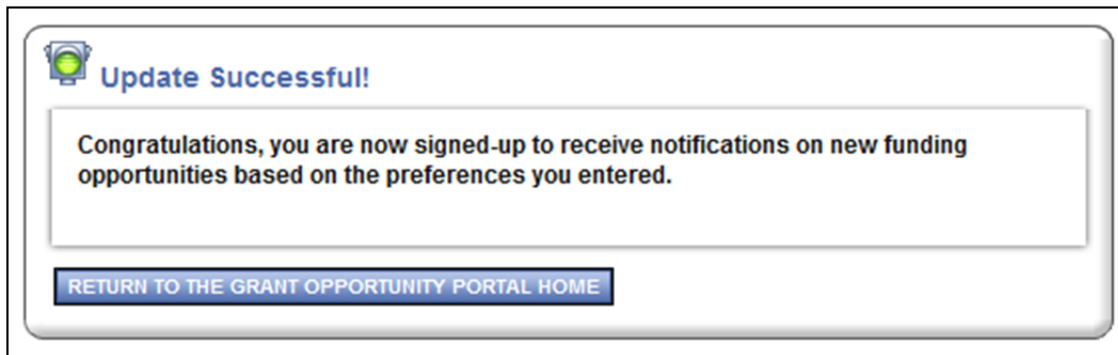 Update Successful!
Congratulations, you are now signed-up to receive notifications on new funding
opportunities based on the preferences you entered.
RETURN TO THE GRANT OPPORTUNITY PORTAL HOME